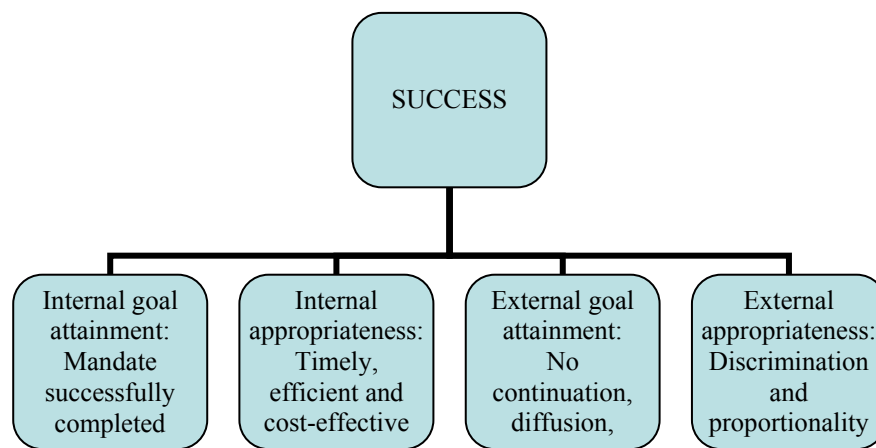 SUCCESS
Internal goal
attainment:
Mandate
successfully
completed
Internal
appropriateness:
Timely,
efficient and
cost-effective
External goal
attainment:
No
continuation,
diffusion,
External
appropriateness:
Discrimination
and
proportionality